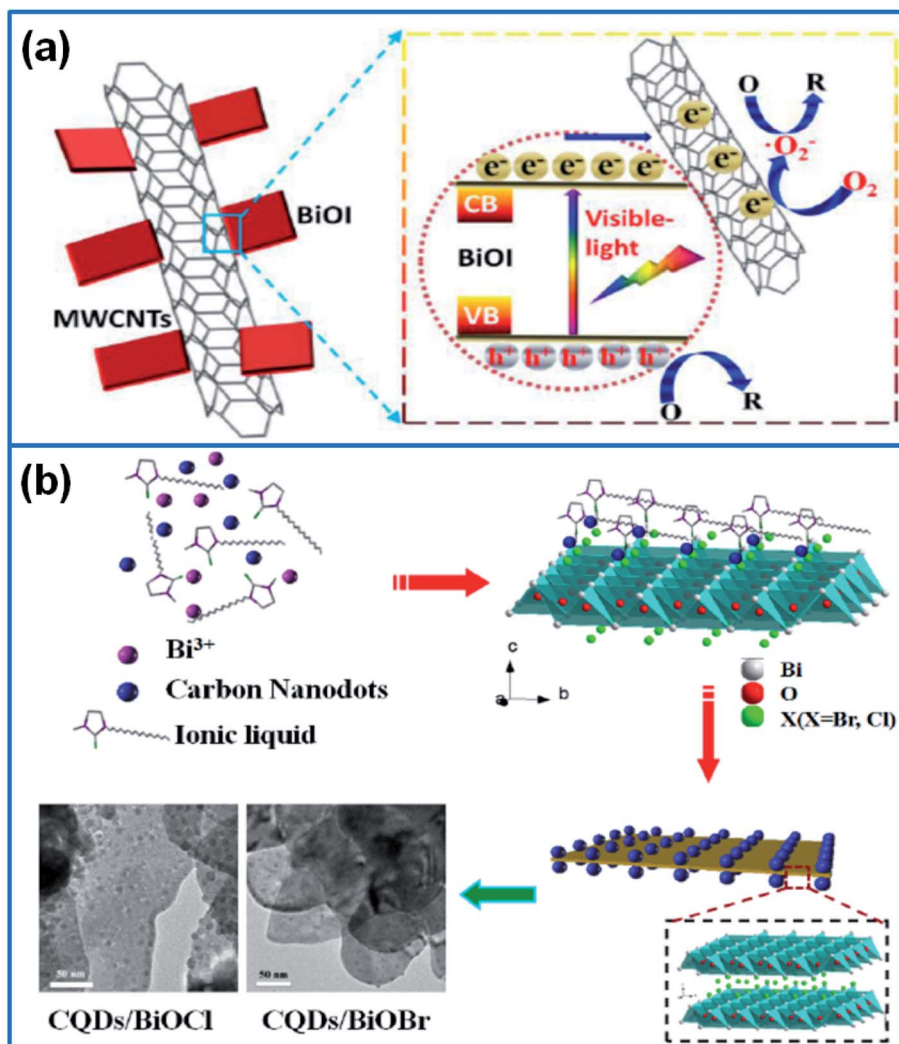 (a)
BiOI
MWCNTs
e⁻ e⁻ e⁻ e⁻ e⁻
CB
BiOI
VB
Visible-
light
h⁺ h⁺ h⁺ h⁺ h⁺
O R
e⁻
e⁻
e⁻
O R
·O₂⁻
O₂
(b)
Bi³⁺
Carbon Nanodots
Ionic liquid
c
a b
Bi
O
X(X=Br, Cl)
50 nm
50 nm
CQDs/BiOCl CQDs/BiOBr